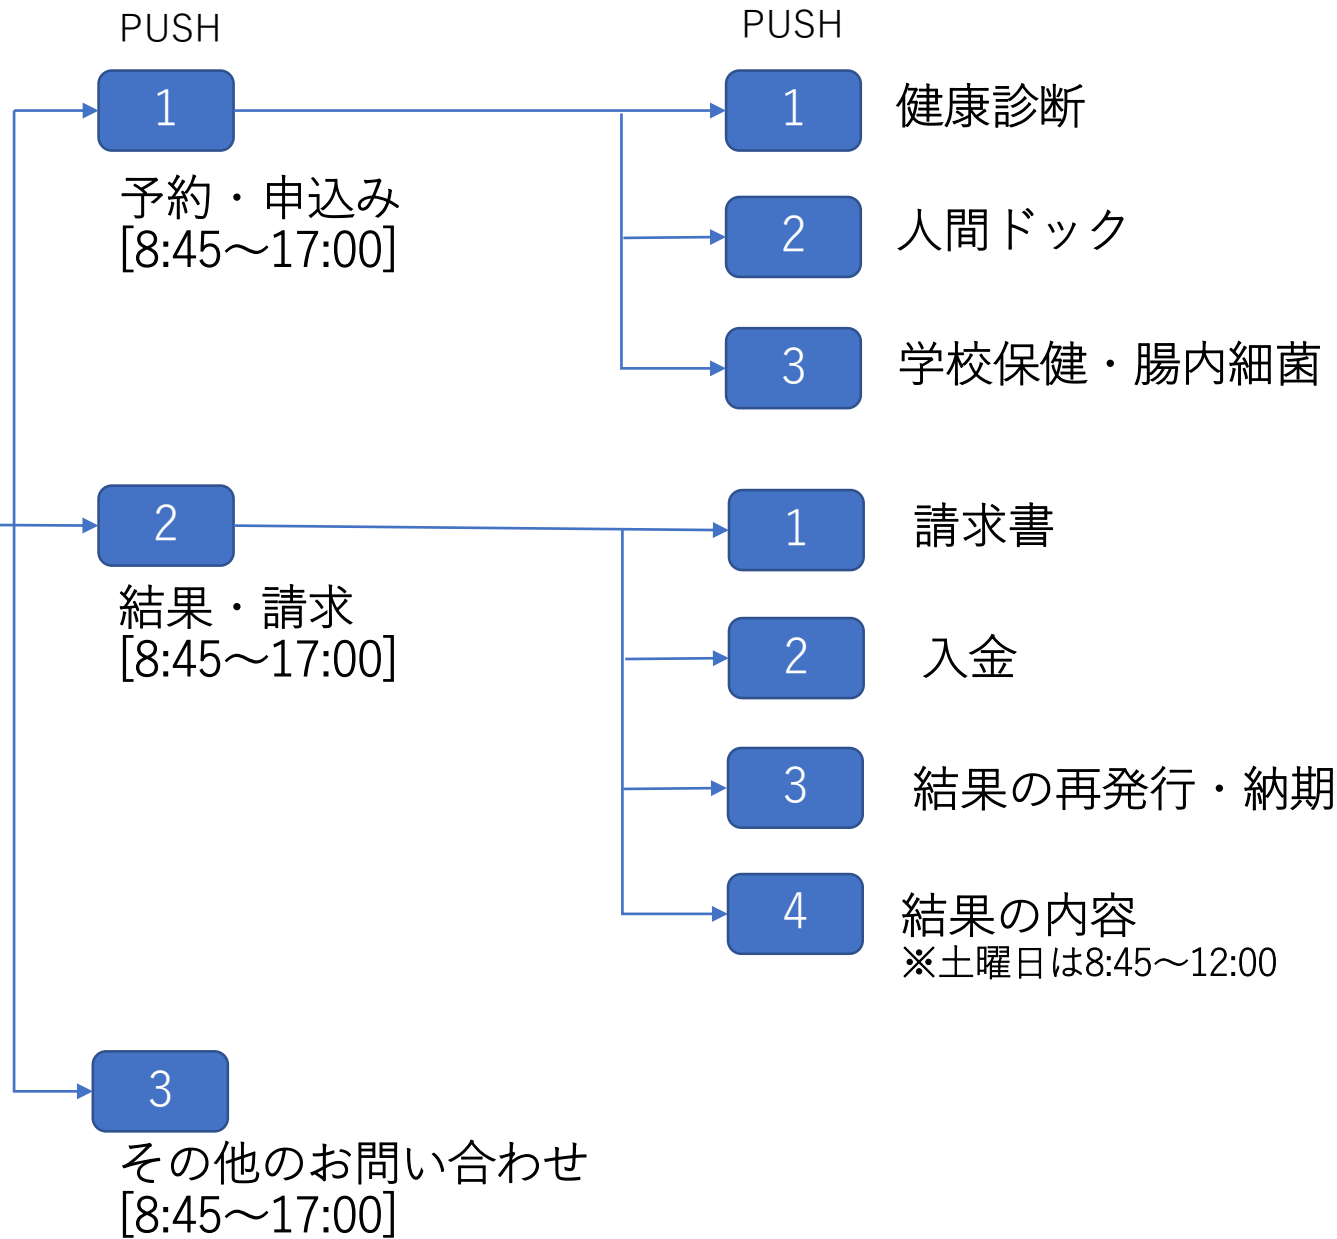 PUSH
PUSH
1
1
健康診断
予約・申込み
[8:45～17:00]
2
人間ドック
3
学校保健・腸内細菌
2
1
請求書
結果・請求
[8:45～17:00]
2
入金
3
結果の再発行・納期
4
結果の内容
※土曜日は8:45～12:00
3
その他のお問い合わせ
[8:45～17:00]